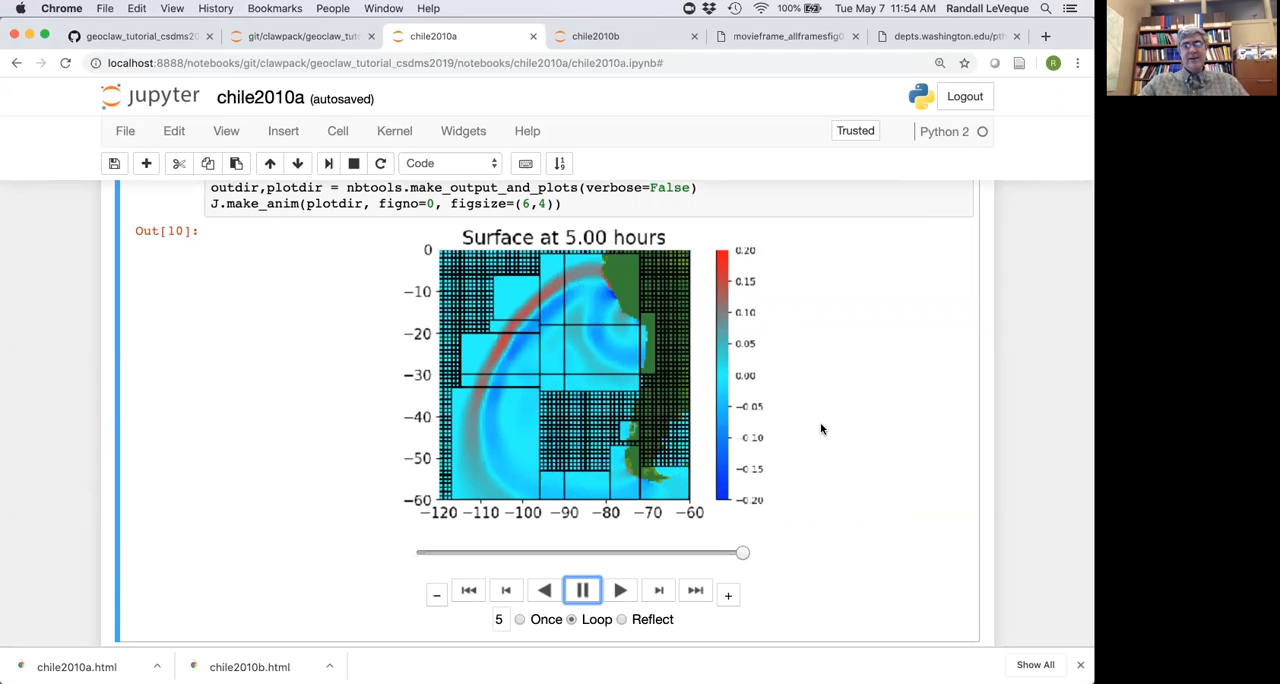 Chrome File Edit View History Bookmarks People Window Help 100% Tue May 7 11:54 AM Randall LeVeque
geoclaw_tutorial_csdms2 × git/clawpack/geoclaw_tuto × chile2010a × chile2010b × movieframe_allframesfig0 × depts.washington.edu/pth × +
localhost:8888/notebooks/git/clawpack/geoclaw_tutorial_csdms2019/notebooks/chile2010a/chile2010a.ipynb# R
jupyter chile2010a (autosaved) Logout
File Edit View Insert Cell Kernel Widgets Help Trusted Python 2
Code
outdir,plotdir = nbtools.make_output_and_plots(verbose=False)
J.make_anim(plotdir, figno=0, figsize=(6,4))
Out[10]:
Surface at 5.00 hours
0
−10
−20
−30
−40
−50
−60
−120 −110 −100 −90 −80 −70 −60
0.20
0.15
0.10
0.05
0.00
−0.05
−0.10
−0.15
−0.20
− +
5 Once Loop Reflect
chile2010a.html chile2010b.html Show All ×